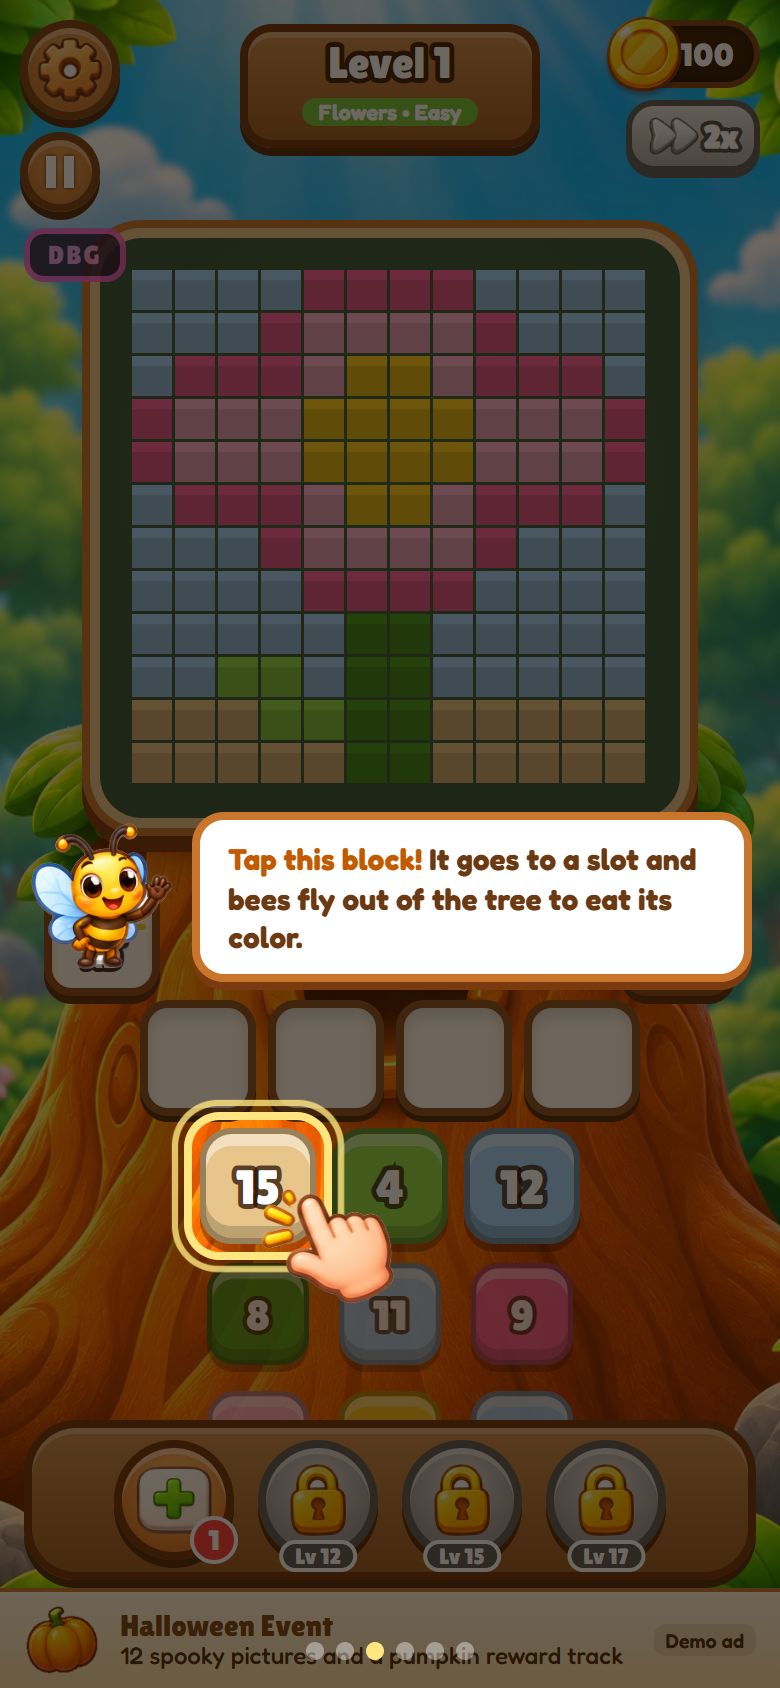 Level 1
100
Flowers • Easy
2x
DBG
Tap this block! It goes to a slot and
bees fly out of the tree to eat its
color.
15
4
12
8
11
9
1
Lv 12
Lv 15
Lv 17
Halloween Event
12 spooky pictures and a pumpkin reward track
Demo ad